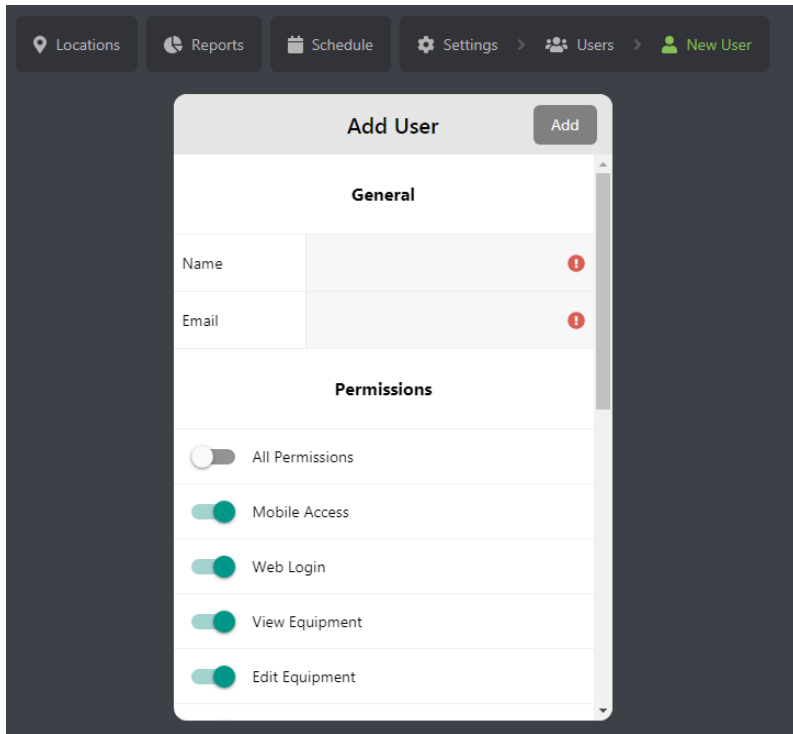 Locations Reports Schedule Settings > Users > New User
Add User Add
General
Name
Email
Permissions
All Permissions
Mobile Access
Web Login
View Equipment
Edit Equipment